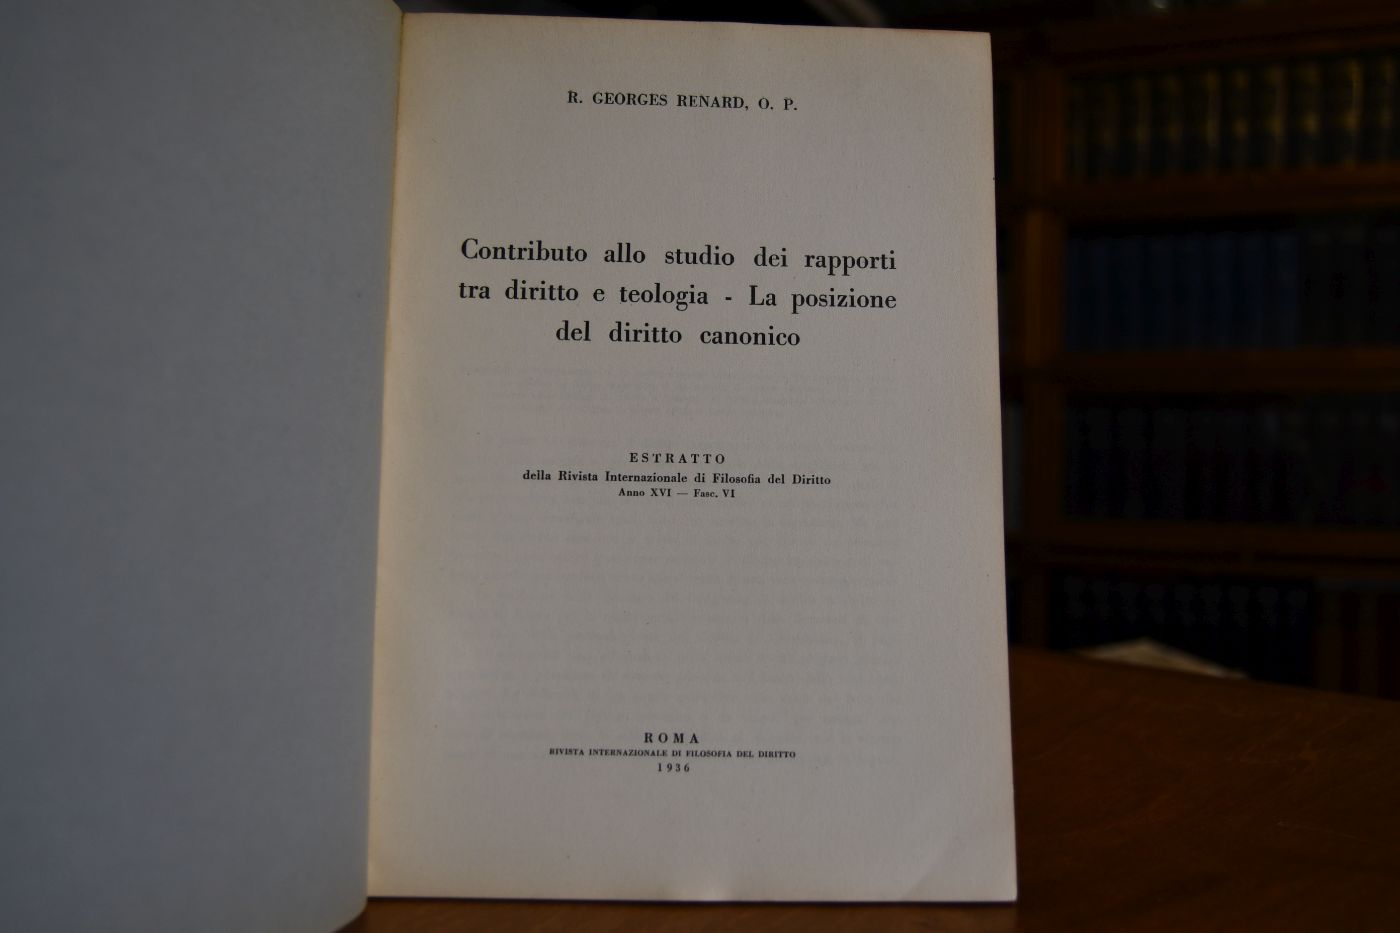 R. GEORGES RENARD, O. P.
Contributo allo studio dei rapporti
tra diritto e teologia - La posizione
del diritto canonico
ESTRATTO
della Rivista Internazionale di Filosofia del Diritto
Anno XVI — Fasc. VI
ROMA
RIVISTA INTERNAZIONALE DI FILOSOFIA DEL DIRITTO
1936